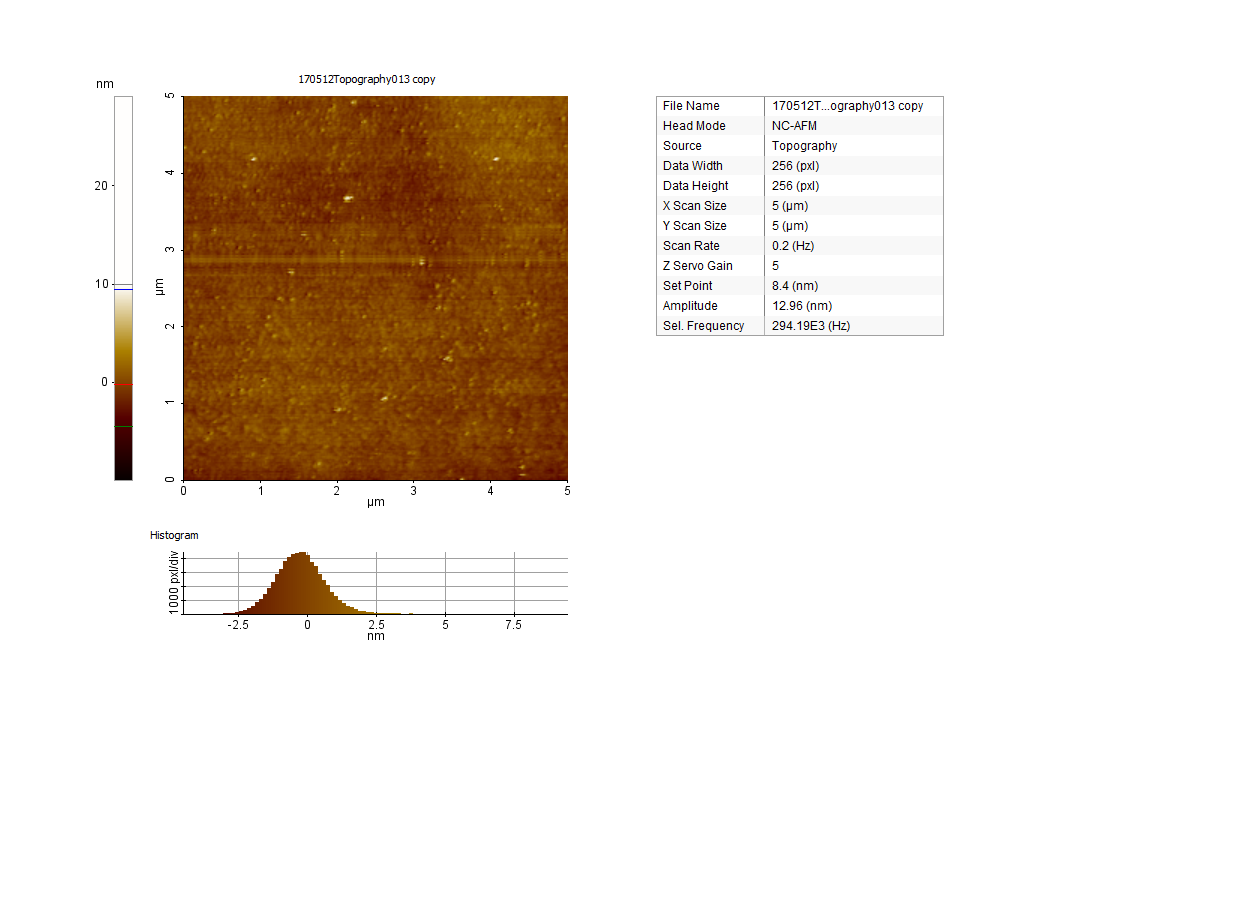 170512Topography013 copy
nm
20
10
0
5
4
3
2
1
0
µm
0 1 2 3 4 5
µm
File Name 170512T...ography013 copy
Head Mode NC-AFM
Source Topography
Data Width 256 (pxl)
Data Height 256 (pxl)
X Scan Size 5 (µm)
Y Scan Size 5 (µm)
Scan Rate 0.2 (Hz)
Z Servo Gain 5
Set Point 8.4 (nm)
Amplitude 12.96 (nm)
Sel. Frequency 294.19E3 (Hz)
Histogram
1000 pxl/div
-2.5 0 2.5 5 7.5
nm